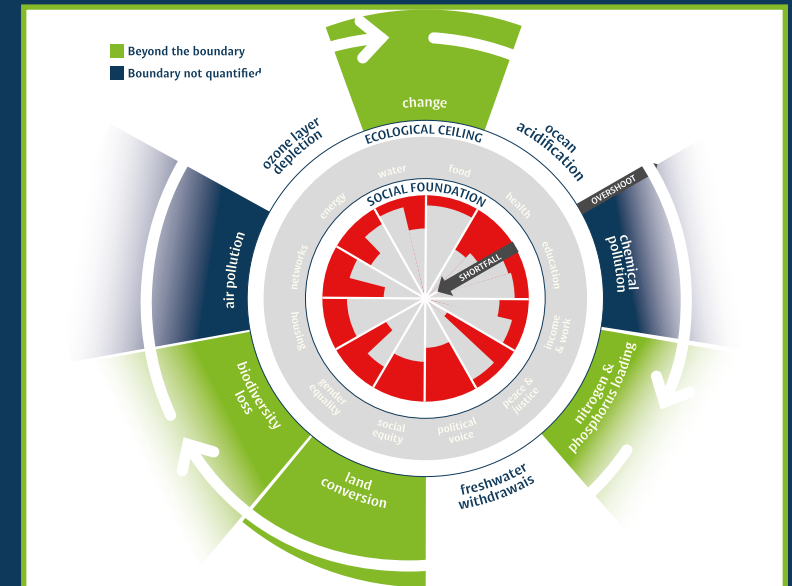 Beyond the boundary
Boundary not quantified
change
ozone layer
depletion
ECOLOGICAL CEILING
ocean
acidification
water
food
energy
SOCIAL FOUNDATION
health
OVERSHOOT
air pollution
networks
SHORTFALL
education
chemical
pollution
housing
income
& work
biodiversity
loss
gender
equality
social
equity
political
voice
peace &
justice
nitrogen &
phosphorus loading
land
conversion
freshwater
withdrawals